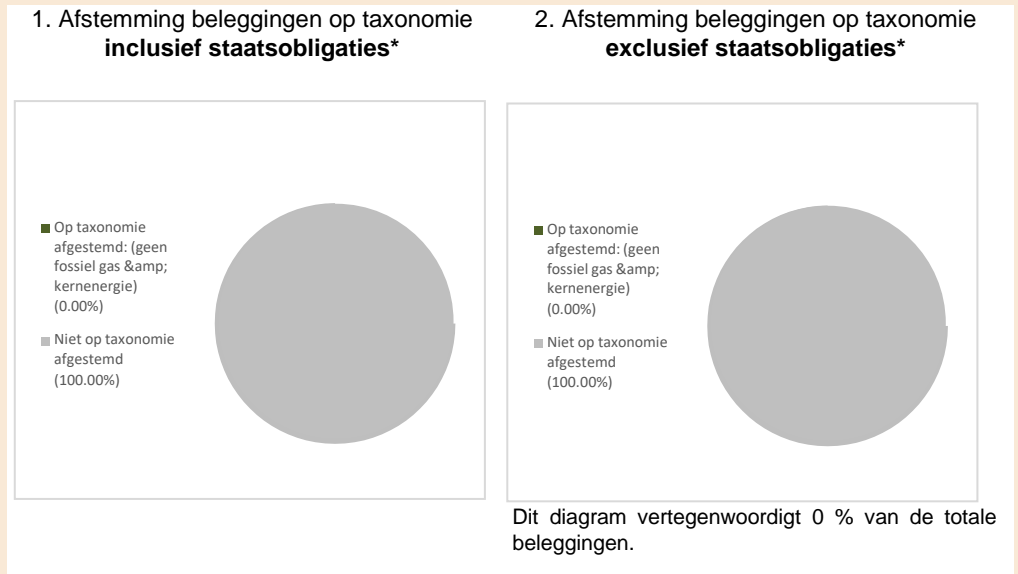 1. Afstemming beleggingen op taxonomie
inclusief staatsobligaties*
Op taxonomie
afgestemd: (geen
fossiel gas &amp;
kernenergie)
(0.00%)
Niet op taxonomie
afgestemd
(100.00%)
2. Afstemming beleggingen op taxonomie
exclusief staatsobligaties*
Op taxonomie
afgestemd: (geen
fossiel gas &amp;
kernenergie)
(0.00%)
Niet op taxonomie
afgestemd
(100.00%)
Dit diagram vertegenwoordigt 0 % van de totale
beleggingen.